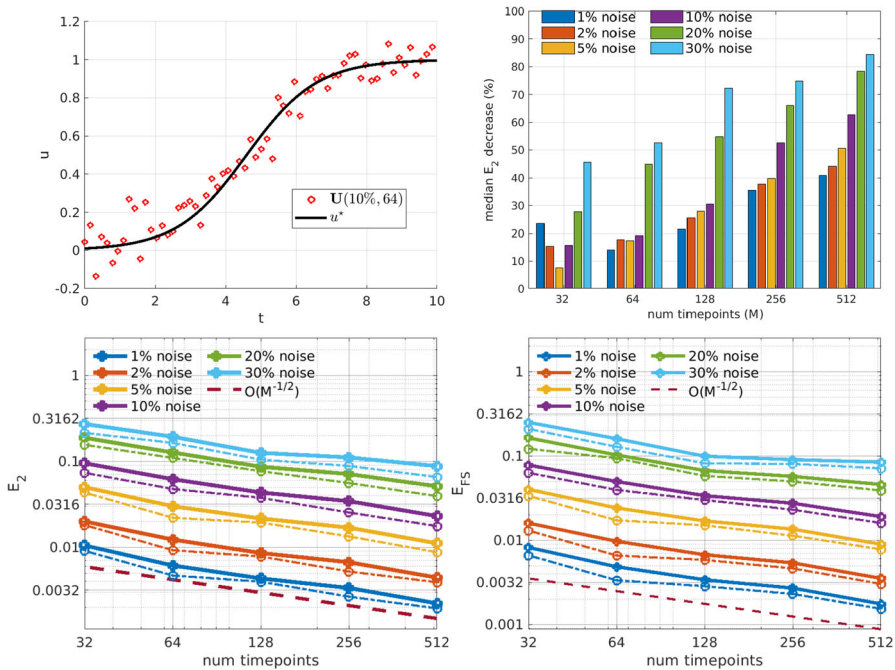 1.2
1
0.8
0.6
0.4
0.2
0
-0.2
u
0 2 4 6 8 10
t
U(10%, 64)
u*
100
90
80
70
60
50
40
30
20
10
0
median E2 decrease (%)
1% noise 10% noise
2% noise 20% noise
5% noise 30% noise
32 64 128 256 512
num timepoints (M)
1% noise 20% noise
2% noise 30% noise
5% noise O(M-1/2)
10% noise
1
0.3162
0.1
0.0316
0.01
0.0032
E2
32 64 128 256 512
num timepoints
1% noise 20% noise
2% noise 30% noise
5% noise O(M-1/2)
10% noise
1
0.3162
0.1
0.0316
0.01
0.0032
0.001
EFS
32 64 128 256 512
num timepoints